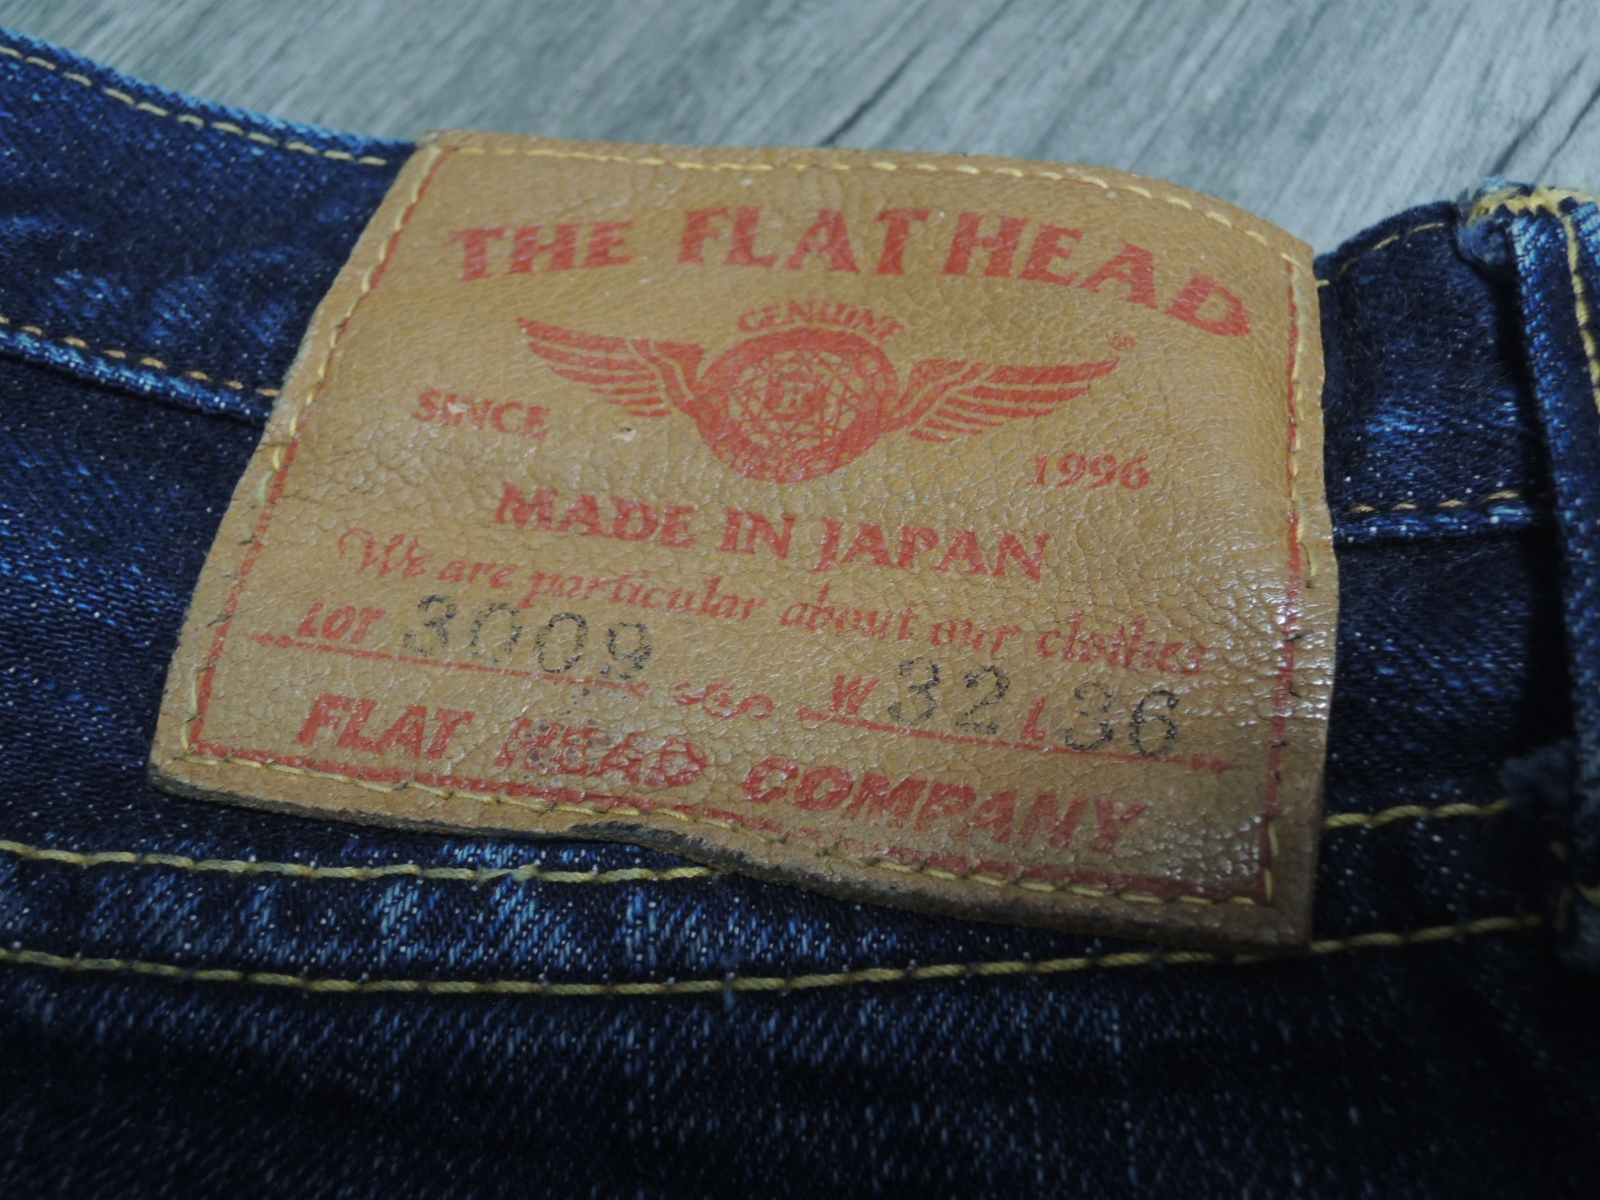 THE FLAT HEAD
GENUINE
F
®
SINCE 1996
MADE IN JAPAN
We are particular about our clothes
LOT 3009 W 32 L 36
FLAT HEAD COMPANY